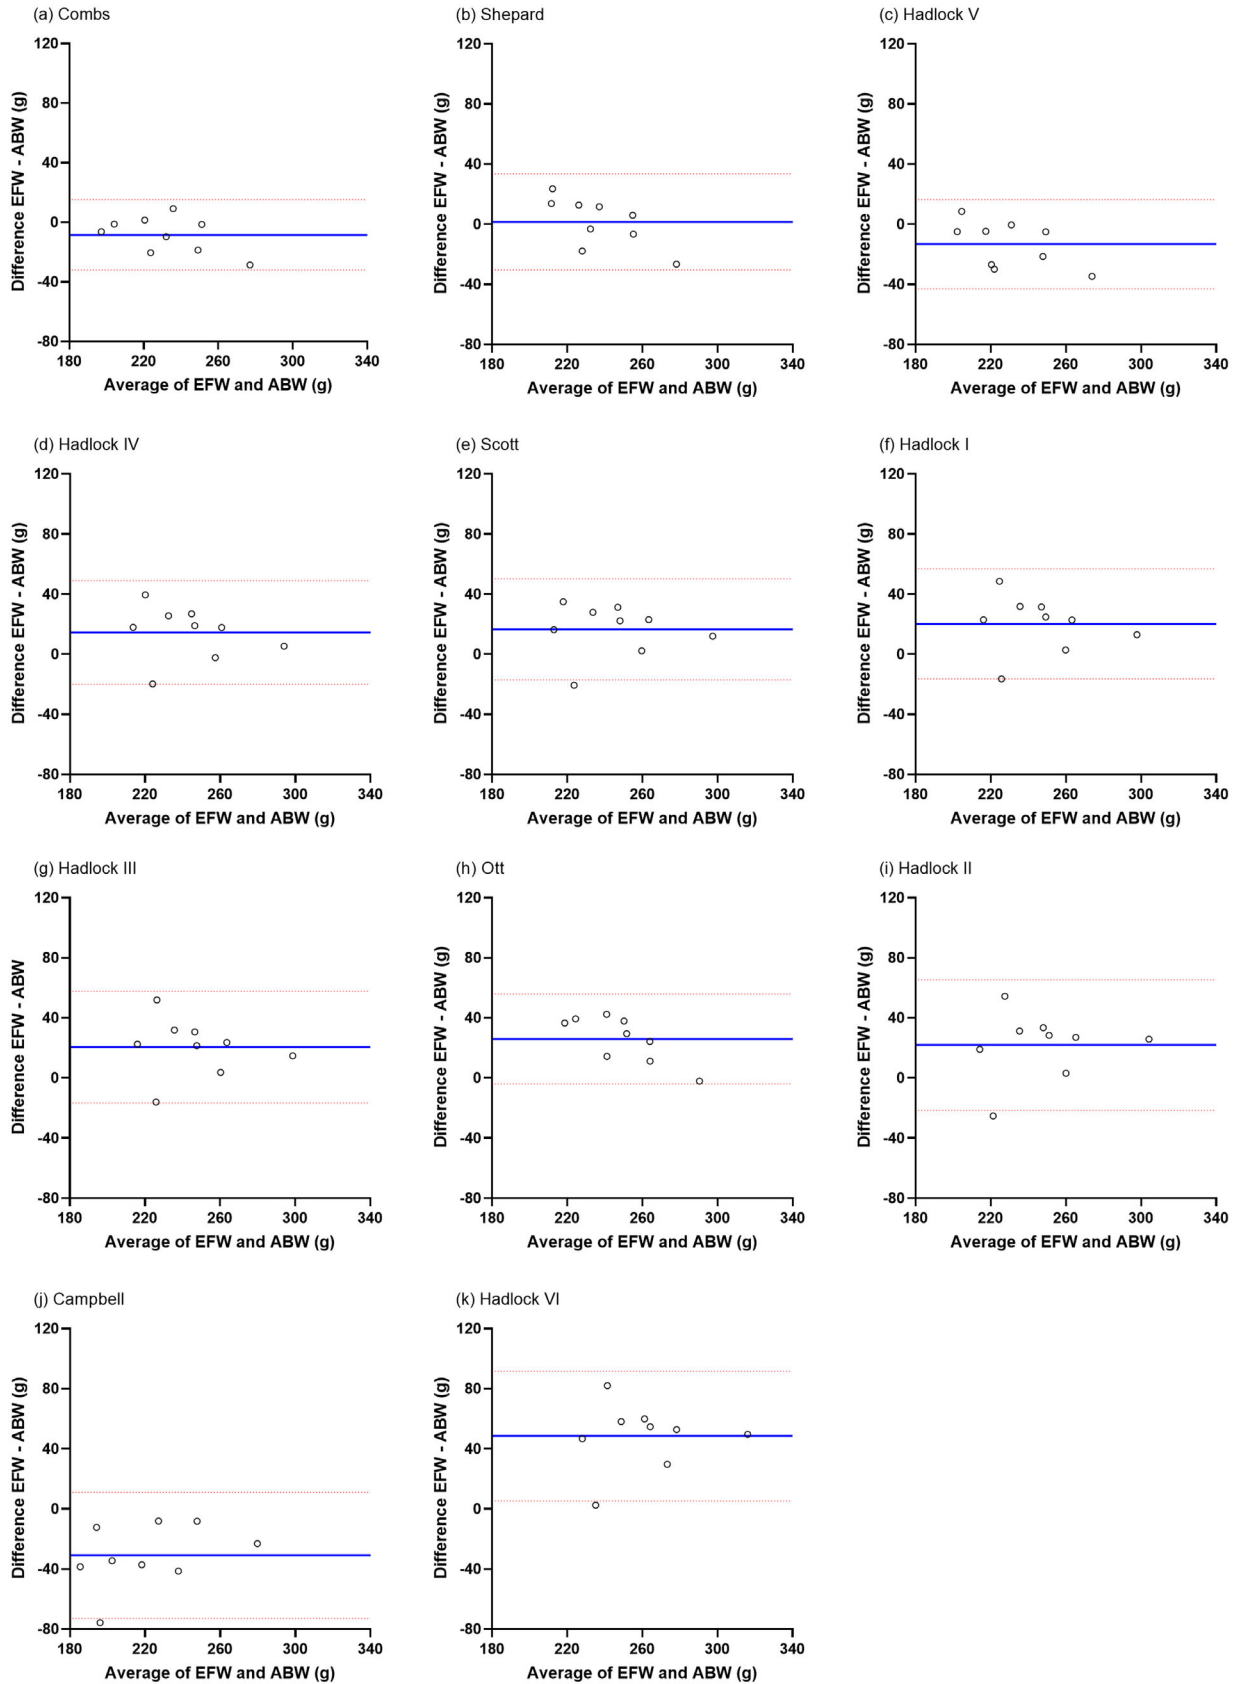 (a) Combs
(b) Shepard
(c) Hadlock V
Difference EFW - ABW (g)
120
80
40
0
-40
-80
180 220 260 300 340
Average of EFW and ABW (g)
Difference EFW - ABW (g)
120
80
40
0
-40
-80
180 220 260 300 340
Average of EFW and ABW (g)
Difference EFW - ABW (g)
120
80
40
0
-40
-80
180 220 260 300 340
Average of EFW and ABW (g)
(d) Hadlock IV
(e) Scott
(f) Hadlock I
Difference EFW - ABW (g)
120
80
40
0
-40
-80
180 220 260 300 340
Average of EFW and ABW (g)
Difference EFW - ABW (g)
120
80
40
0
-40
-80
180 220 260 300 340
Average of EFW and ABW (g)
Difference EFW - ABW (g)
120
80
40
0
-40
-80
180 220 260 300 340
Average of EFW and ABW (g)
(g) Hadlock III
(h) Ott
(i) Hadlock II
Difference EFW - ABW
120
80
40
0
-40
-80
180 220 260 300 340
Average of EFW and ABW (g)
Difference EFW - ABW (g)
120
80
40
0
-40
-80
180 220 260 300 340
Average of EFW and ABW (g)
Difference EFW - ABW (g)
120
80
40
0
-40
-80
180 220 260 300 340
Average of EFW and ABW (g)
(j) Campbell
(k) Hadlock VI
Difference EFW - ABW (g)
120
80
40
0
-40
-80
180 220 260 300 340
Average of EFW and ABW (g)
Difference EFW - ABW (g)
120
80
40
0
-40
-80
180 220 260 300 340
Average of EFW and ABW (g)